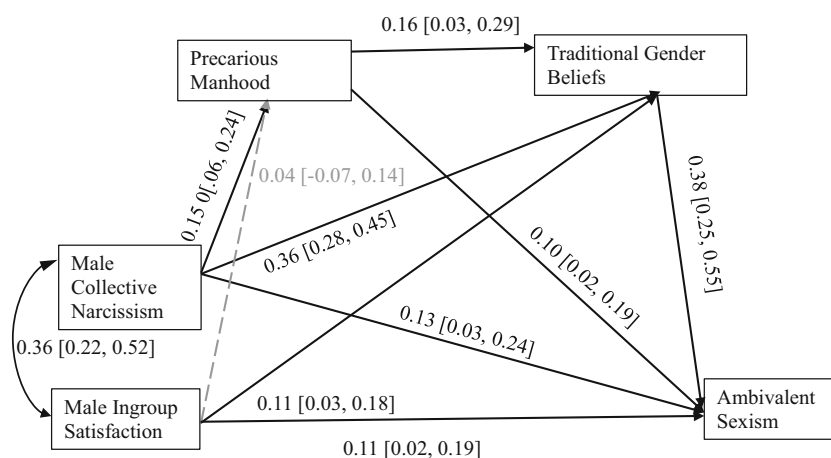 0.16 [0.03, 0.29]
Precarious
Manhood
Traditional Gender
Beliefs
0.15 0[.06, 0.24]
0.04 [-0.07, 0.14]
0.36 [0.28, 0.45]
0.38 [0.25, 0.55]
0.10 [0.02, 0.19]
Male
Collective
Narcissism
0.13 [0.03, 0.24]
0.36 [0.22, 0.52]
Male Ingroup
Satisfaction
0.11 [0.03, 0.18]
0.11 [0.02, 0.19]
Ambivalent
Sexism